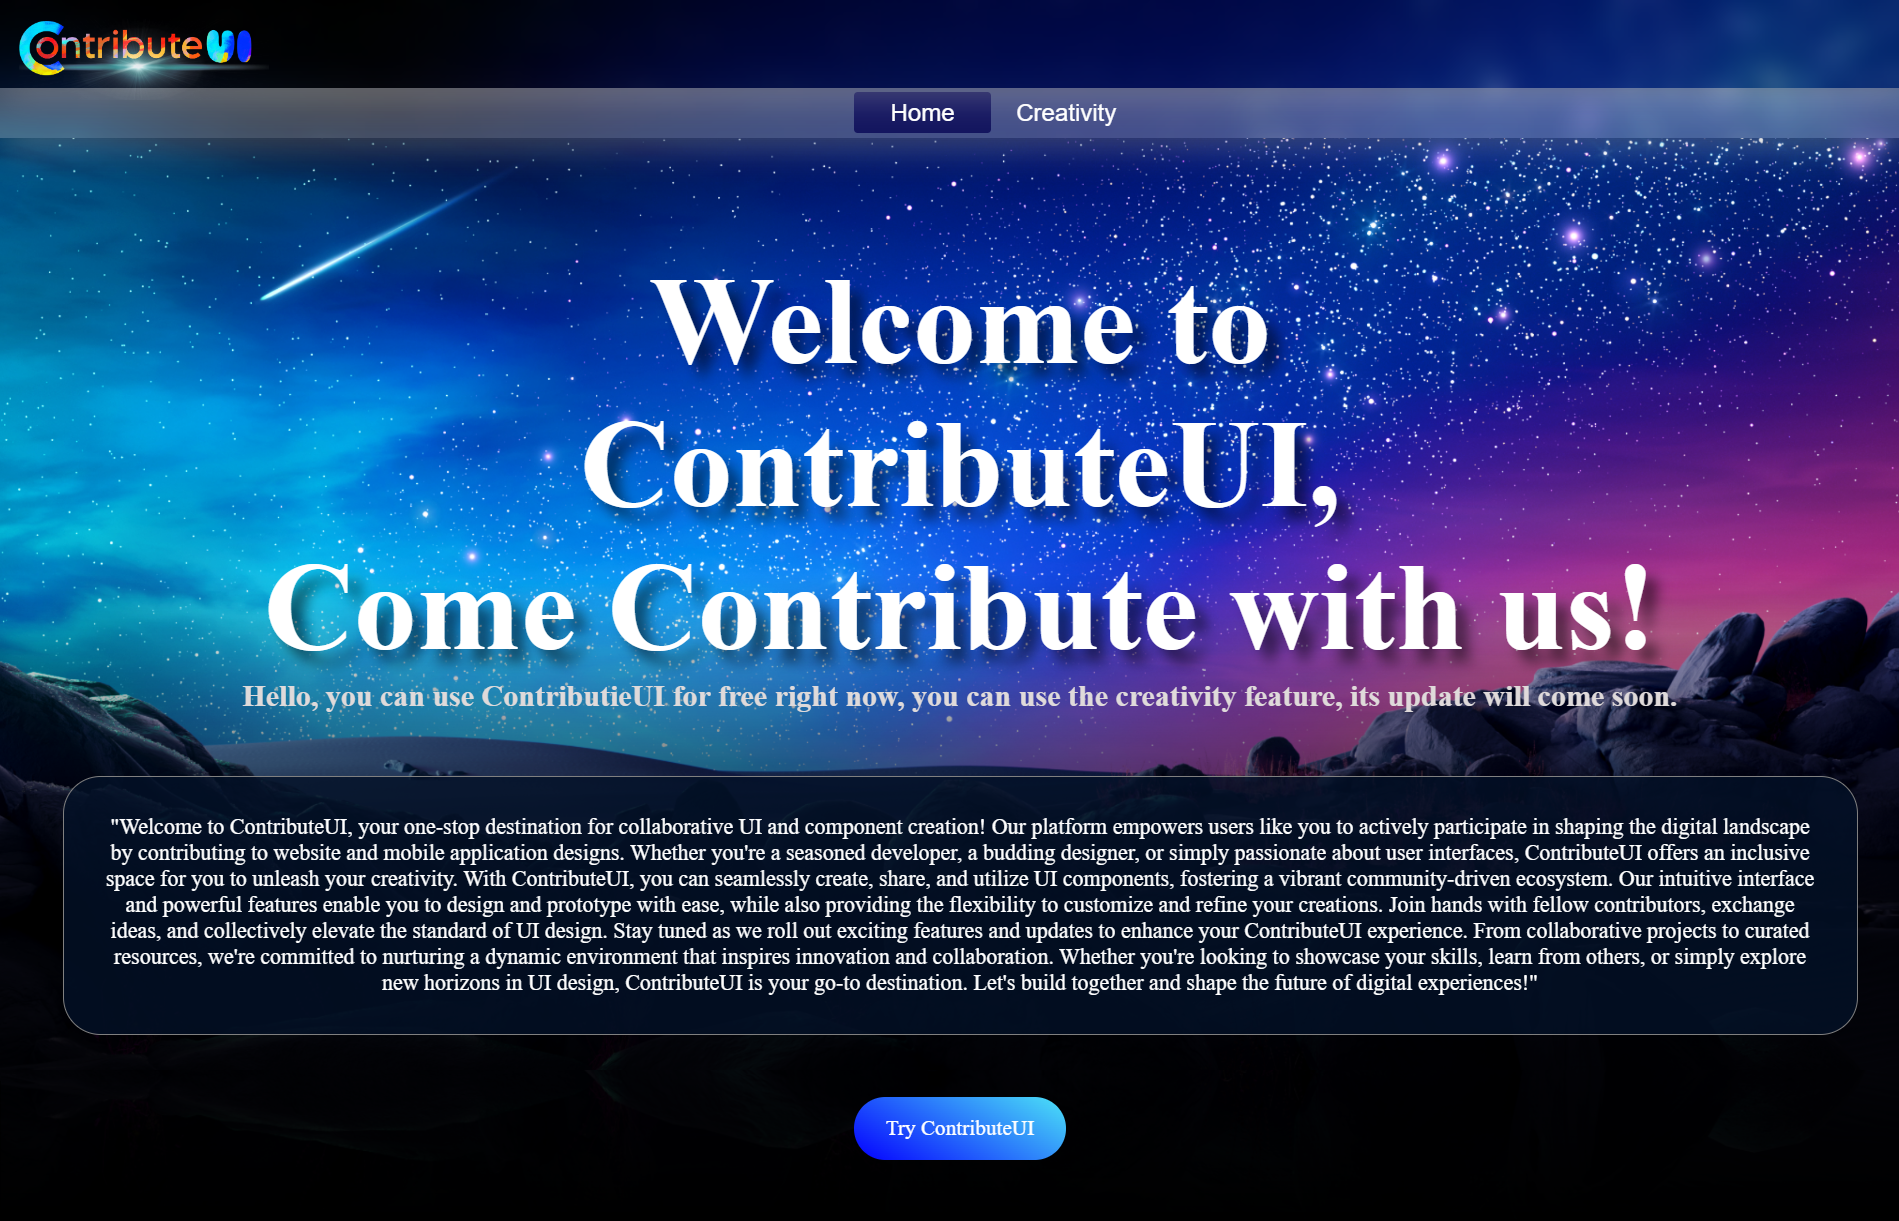 ContributeUI
Home Creativity
Welcome to
ContributeUI,
Come Contribute with us!
Hello, you can use ContributieUI for free right now, you can use the creativity feature, its update will come soon.
"Welcome to ContributeUI, your one-stop destination for collaborative UI and component creation! Our platform empowers users like you to actively participate in shaping the digital landscape
by contributing to website and mobile application designs. Whether you're a seasoned developer, a budding designer, or simply passionate about user interfaces, ContributeUI offers an inclusive
space for you to unleash your creativity. With ContributeUI, you can seamlessly create, share, and utilize UI components, fostering a vibrant community-driven ecosystem. Our intuitive interface
and powerful features enable you to design and prototype with ease, while also providing the flexibility to customize and refine your creations. Join hands with fellow contributors, exchange
ideas, and collectively elevate the standard of UI design. Stay tuned as we roll out exciting features and updates to enhance your ContributeUI experience. From collaborative projects to curated
resources, we're committed to nurturing a dynamic environment that inspires innovation and collaboration. Whether you're looking to showcase your skills, learn from others, or simply explore
new horizons in UI design, ContributeUI is your go-to destination. Let's build together and shape the future of digital experiences!"
Try ContributeUI